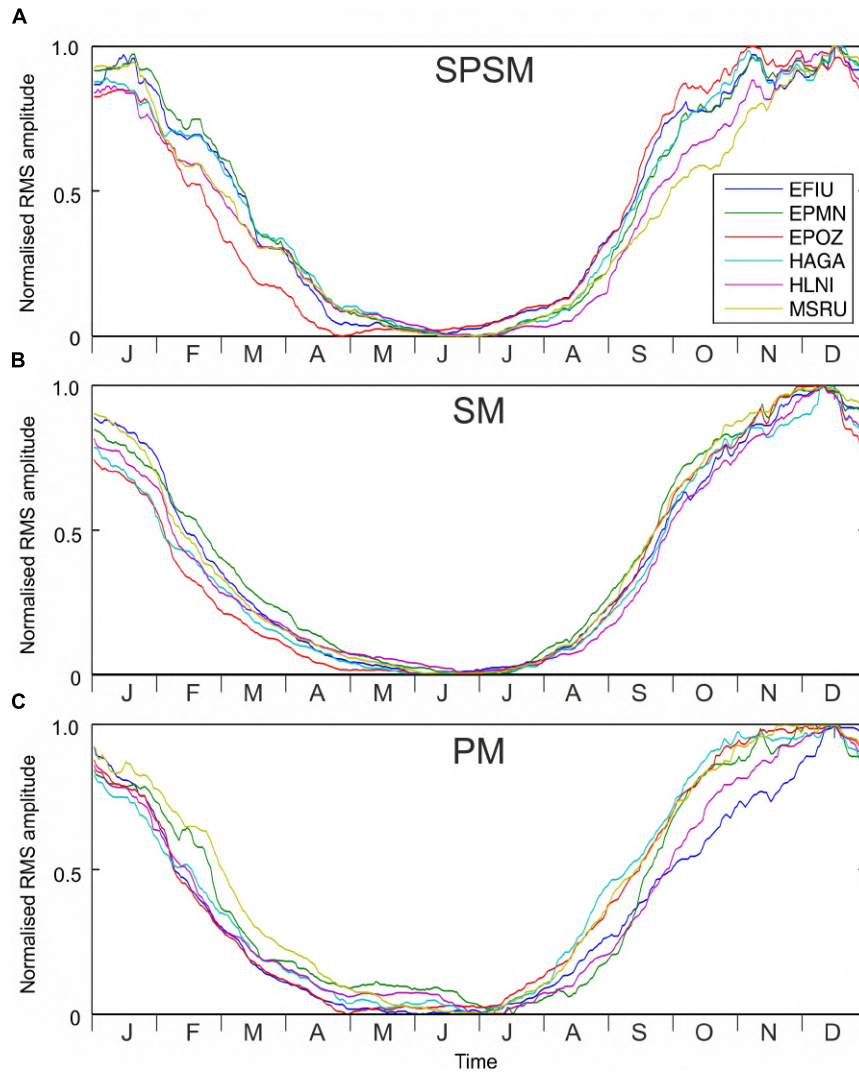 A
SPSM
Normalised RMS amplitude
1.0
0.5
0
EFIU
EPMN
EPOZ
HAGA
HLNI
MSRU
J F M A M J J A S O N D
B
SM
Normalised RMS amplitude
1.0
0.5
0
J F M A M J J A S O N D
C
PM
Normalised RMS amplitude
1.0
0.5
0
J F M A M J J A S O N D
Time